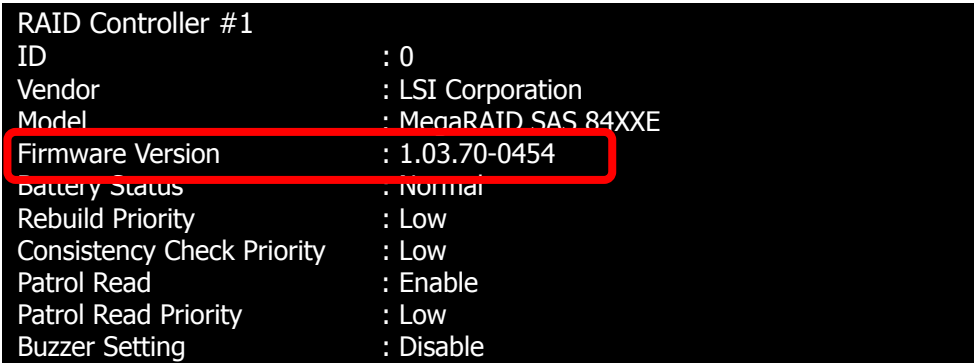 RAID Controller #1
ID : 0
Vendor : LSI Corporation
Model : MegaRAID SAS 84XXE
Firmware Version : 1.03.70-0454
Battery Status : Normal
Rebuild Priority : Low
Consistency Check Priority : Low
Patrol Read : Enable
Patrol Read Priority : Low
Buzzer Setting : Disable